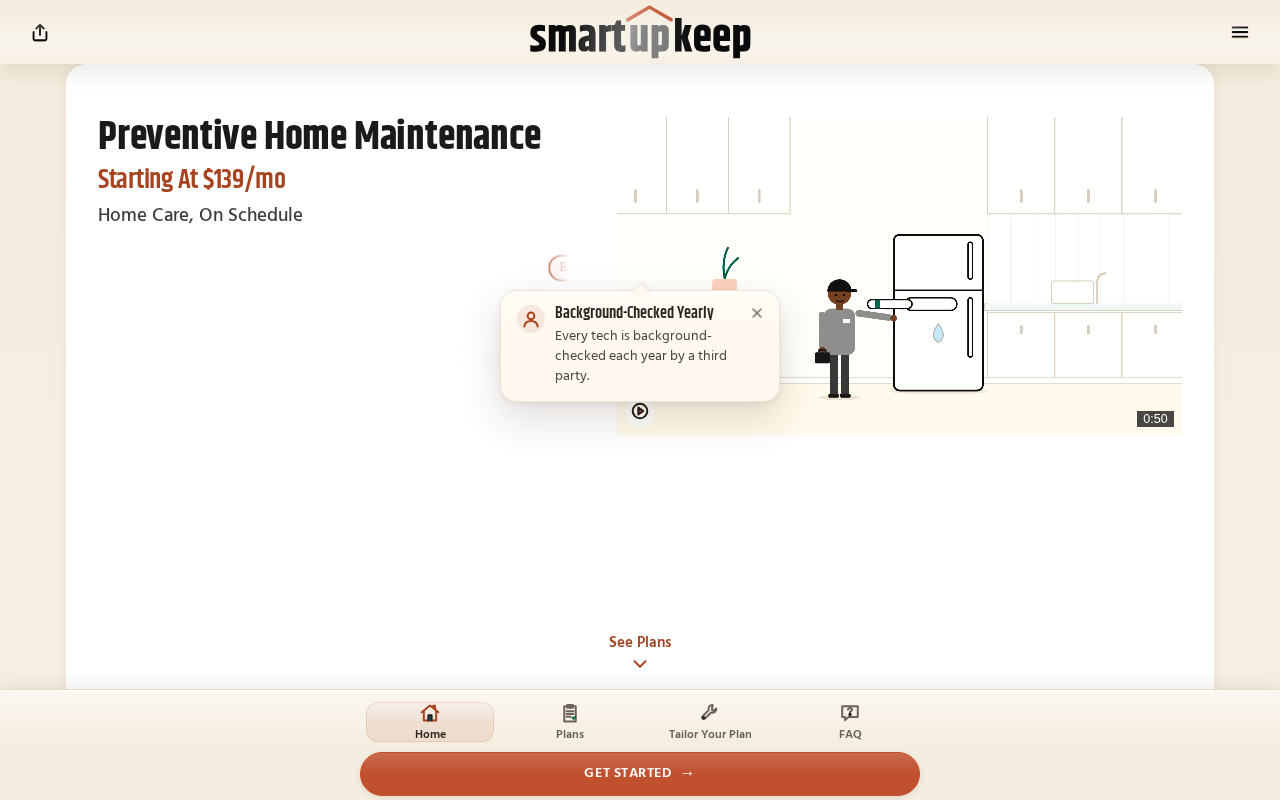 smartupkeep
Preventive Home Maintenance
Starting At $139/mo
Home Care, On Schedule
Background-Checked Yearly
Every tech is background-
checked each year by a third
party.
0:50
See Plans
Home
Plans
Tailor Your Plan
FAQ
GET STARTED →